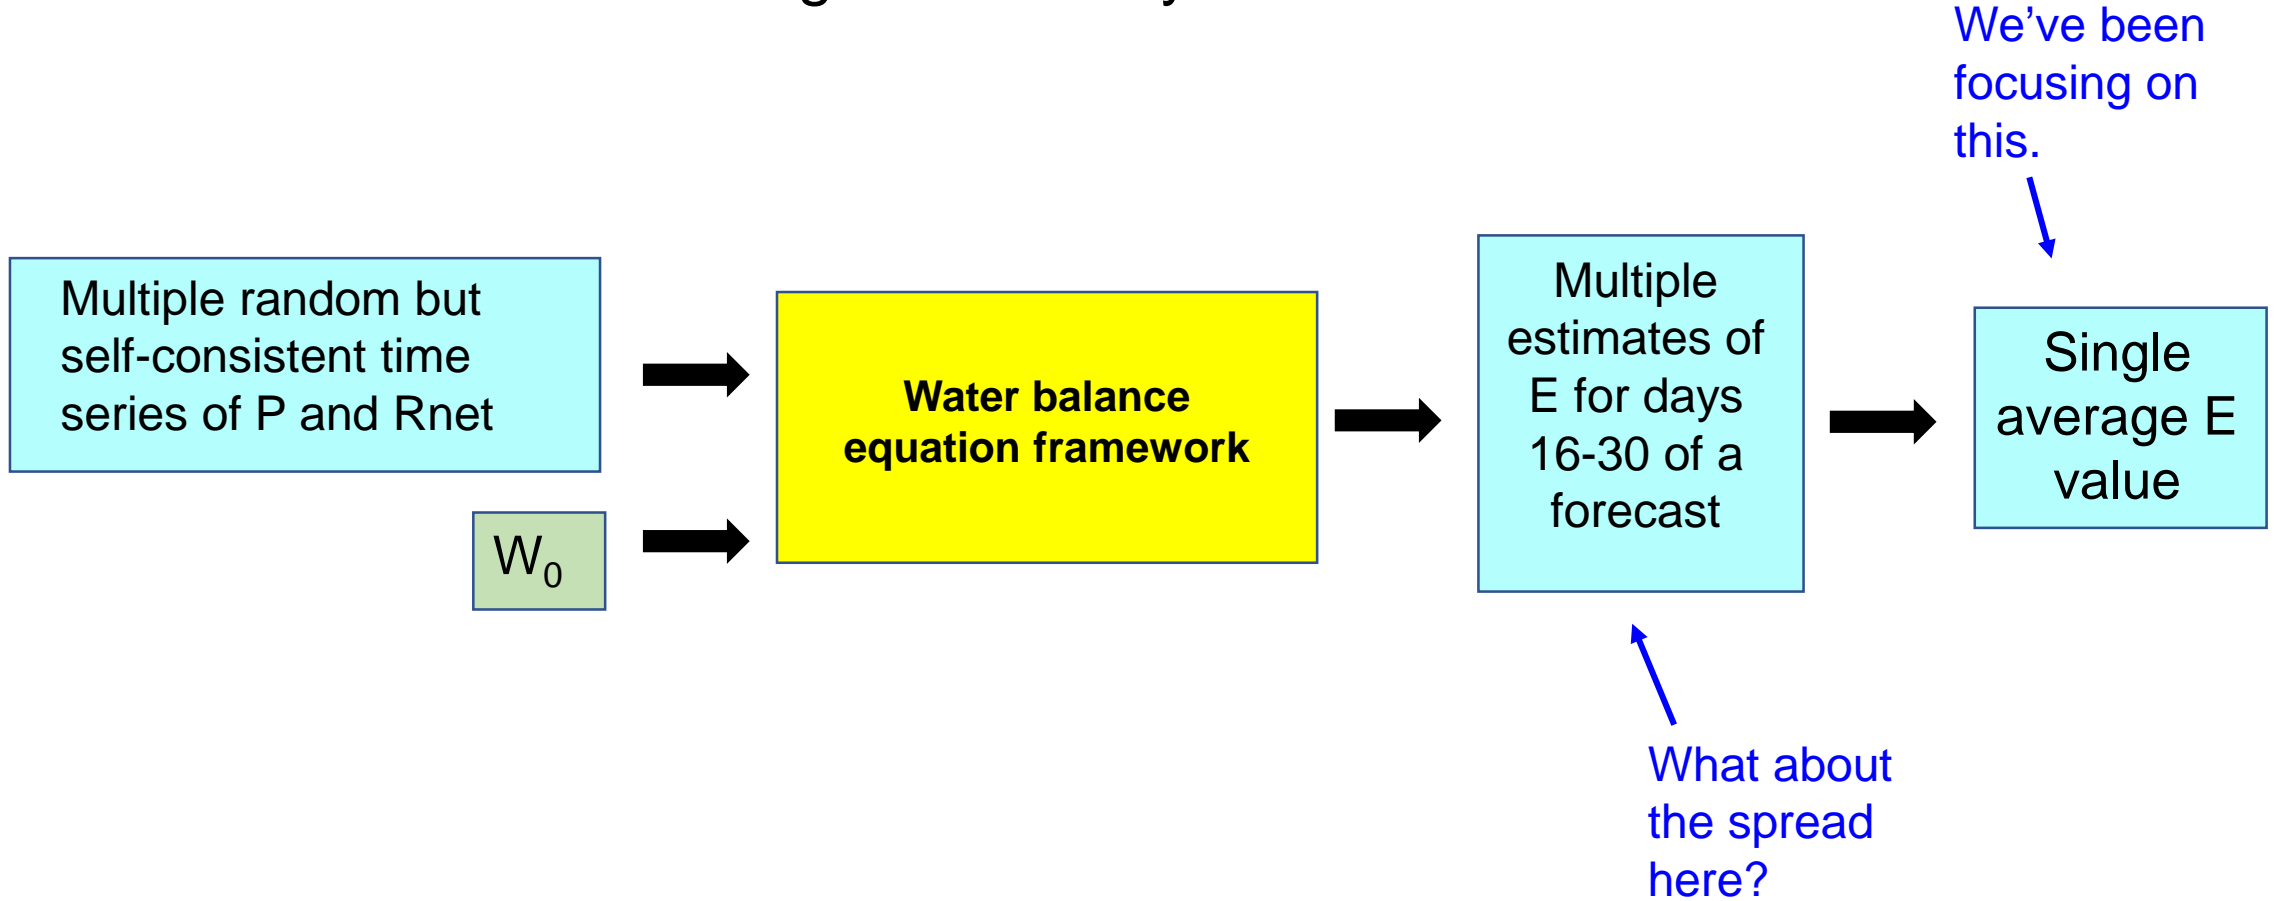 We've been
focusing on
this.
Multiple random but
self-consistent time
series of P and Rnet
W₀
Water balance
equation framework
Multiple
estimates of
E for days
16-30 of a
forecast
Single
average E
value
What about
the spread
here?